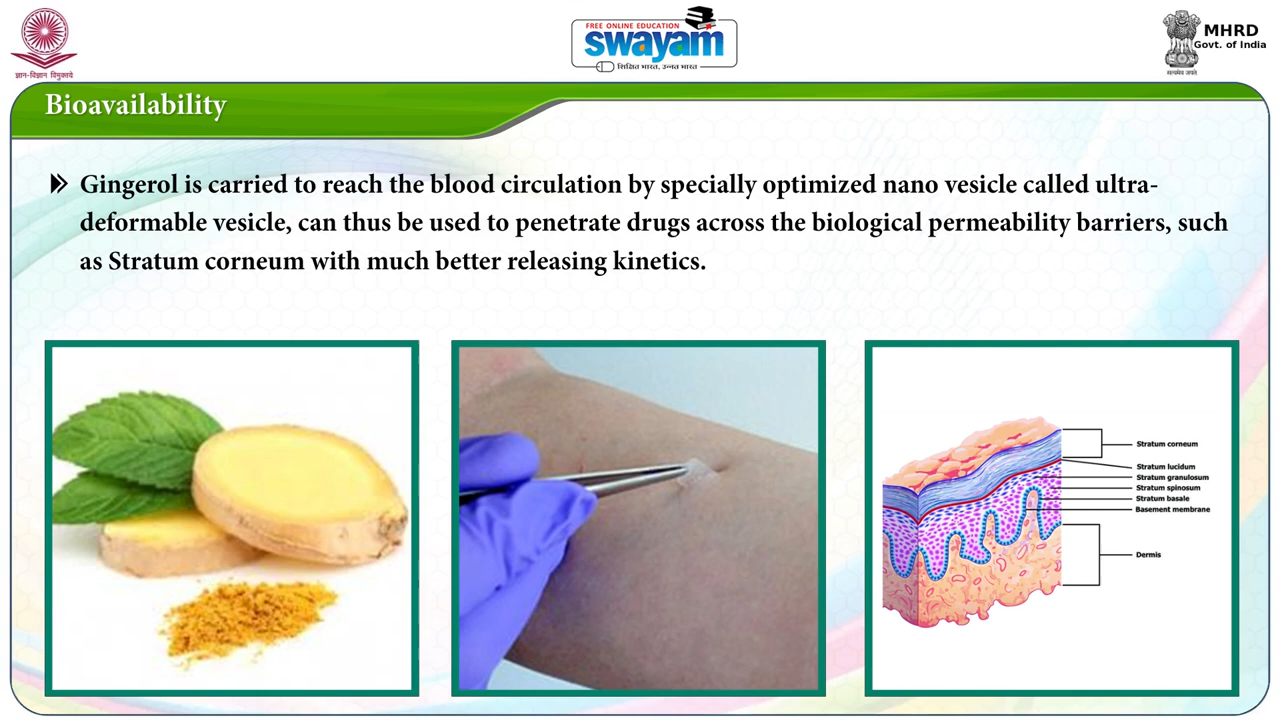 ज्ञान-विज्ञान विमुक्तये
FREE ONLINE EDUCATION
swayam
शिक्षित भारत, उन्नत भारत
MHRD
Govt. of India
सत्यमेव जयते
Bioavailability
Gingerol is carried to reach the blood circulation by specially optimized nano vesicle called ultra-
deformable vesicle, can thus be used to penetrate drugs across the biological permeability barriers, such
as Stratum corneum with much better releasing kinetics.
Stratum corneum
Stratum lucidum
Stratum granulosum
Stratum spinosum
Stratum basale
Basement membrane
Dermis